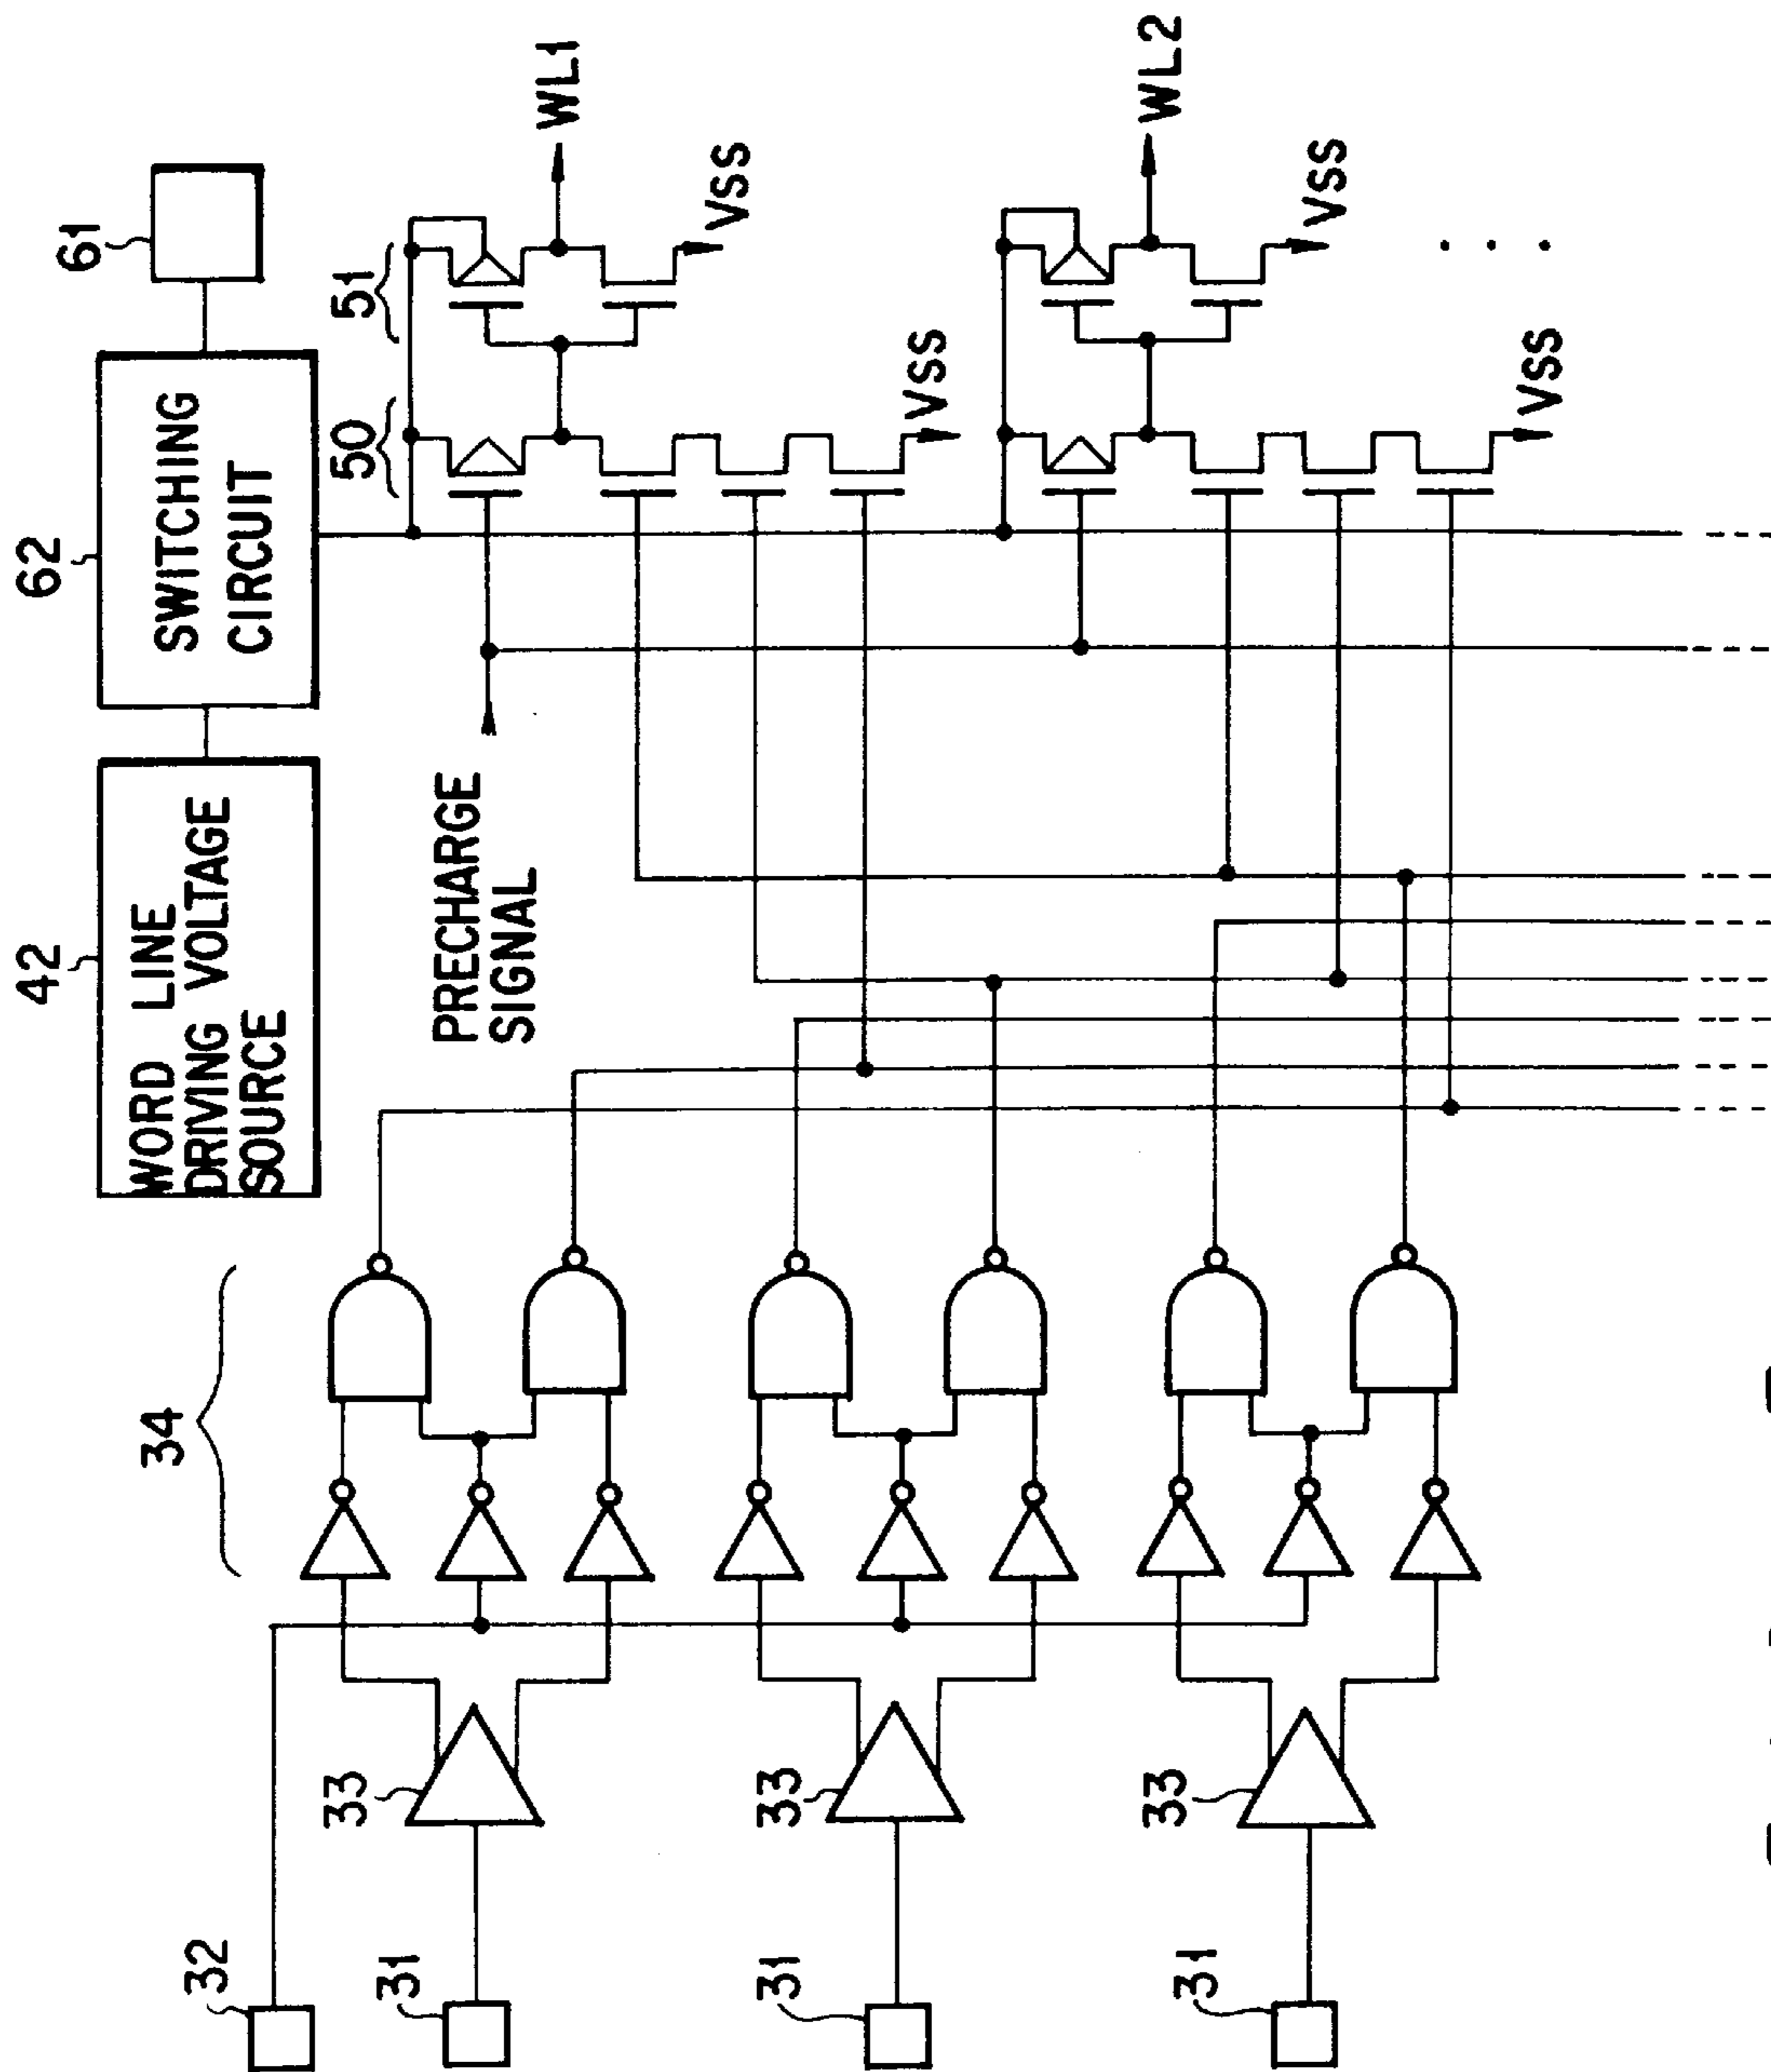 42
WORD LINE
DRIVING VOLTAGE
SOURCE
62
SWITCHING
CIRCUIT
61
34
50
51
WL1
VSS
VSS
PRECHARGE
SIGNAL
WL2
VSS
VSS
32
31
33
31
33
31
33